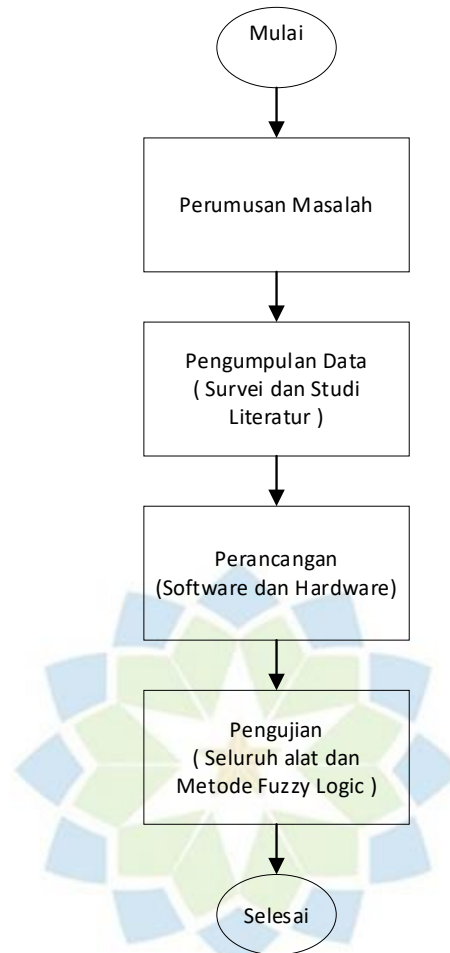 Mulai
Perumusan Masalah
Pengumpulan Data
( Survei dan Studi
Literatur )
Perancangan
(Software dan Hardware)
Pengujian
( Seluruh alat dan
Metode Fuzzy Logic )
Selesai